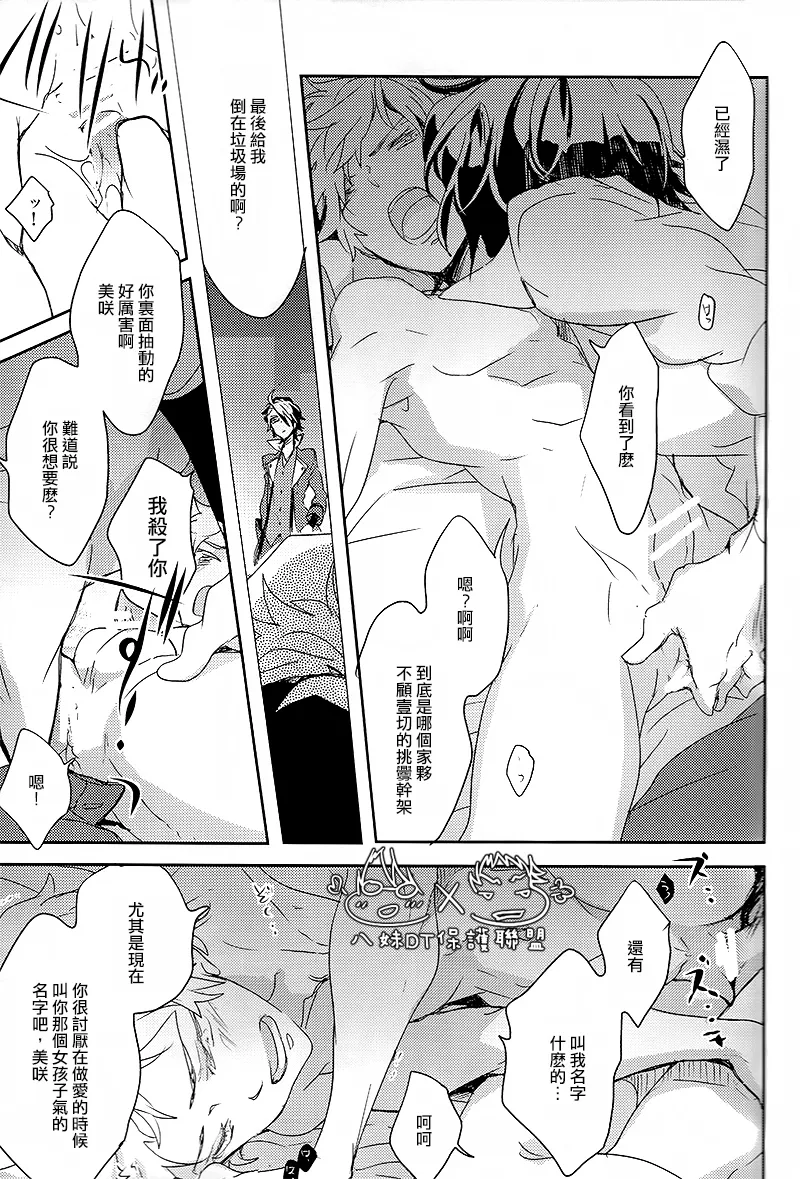 已經濕了
你看到了麼
嗯？啊啊
到底是哪個家夥
不顧壹切的挑釁幹架
最後給我
倒在垃圾場的啊？
ッ！
你裏面抽動的
好厲害啊
美咲
難道説
你很想要麼？
我殺了你
嗯！
還有
叫我名字
什麼的…
呵呵
尤其是現在
你很討厭在做愛的時候
叫你那個女孩子氣的
名字吧，美咲
八妹DT保護聯盟